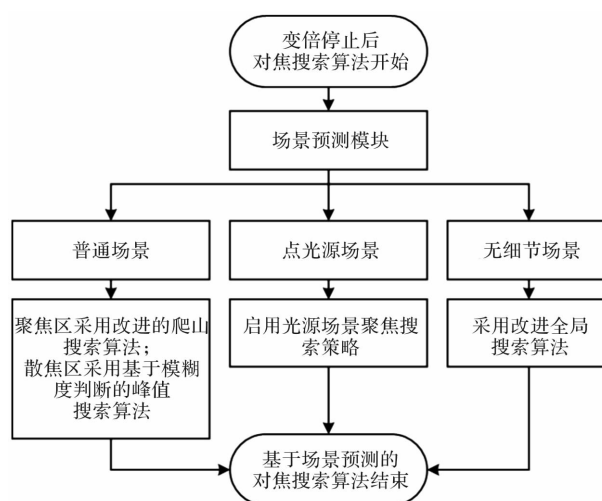 变倍停止后
对焦搜索算法开始
场景预测模块
普通场景
点光源场景
无细节场景
聚焦区采用改进的爬山
搜索算法；
散焦区采用基于模糊
度判断的峰值
搜索算法
启用光源场景聚焦搜
索策略
采用改进全局
搜索算法
基于场景预测的
对焦搜索算法结束